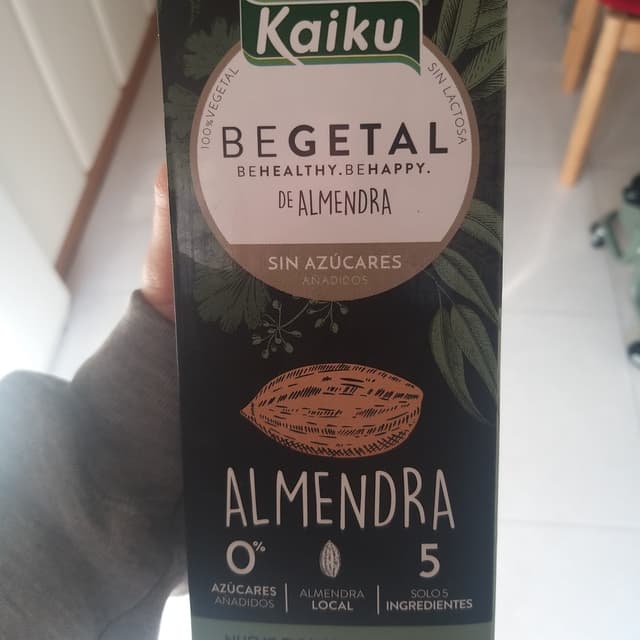 Kaiku
100% VEGETAL
SIN LACTOSA
BEGETAL
BEHEALTHY.BEHAPPY.
DE ALMENDRA
SIN AZÚCARES
AÑADIDOS
ALMENDRA
0%
AZÚCARES
AÑADIDOS
ALMENDRA
LOCAL
5
SOLO 5
INGREDIENTES